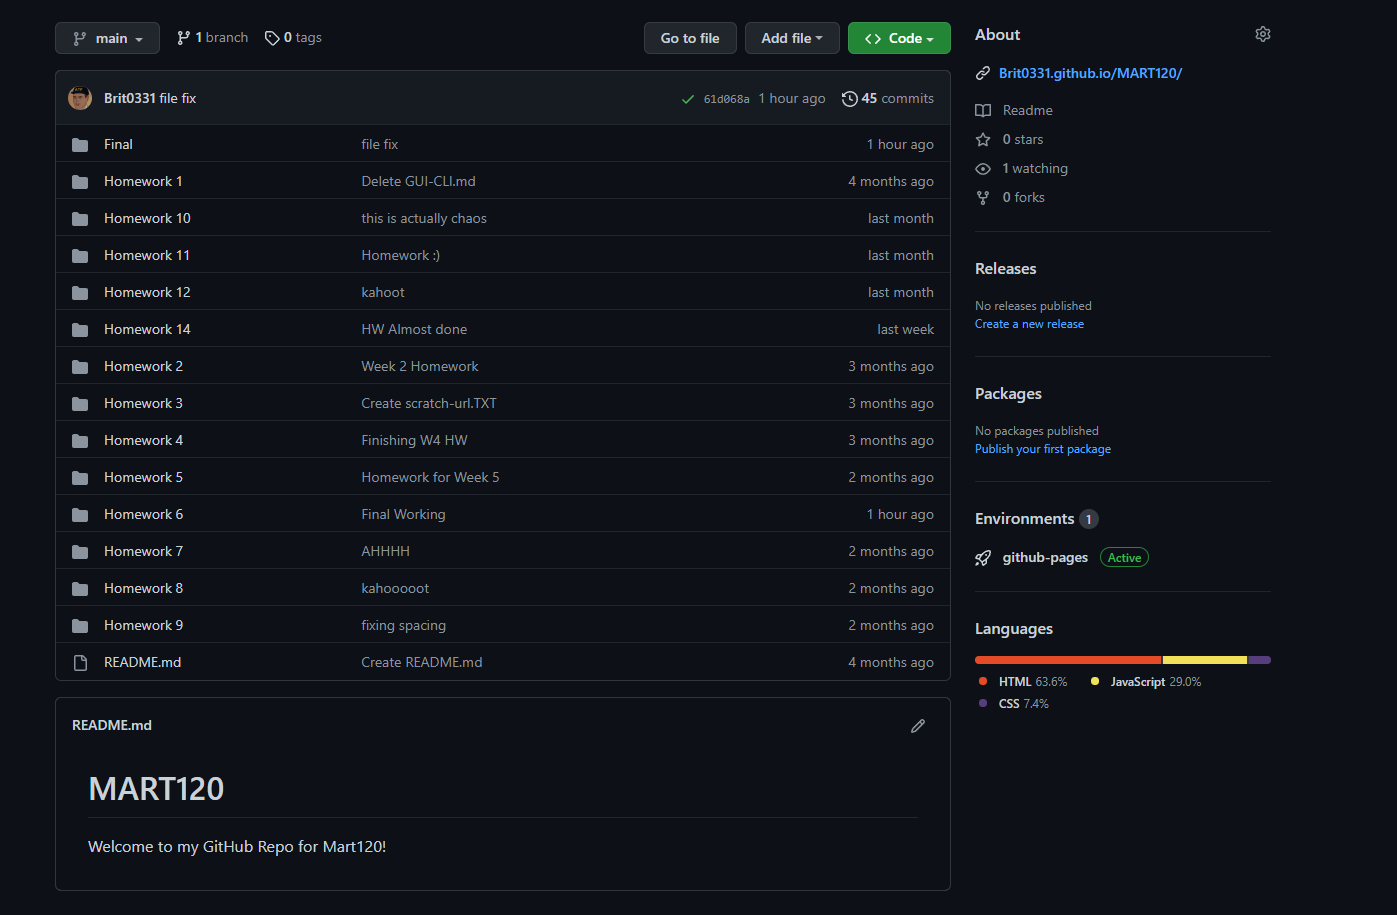 main 1 branch 0 tags Go to file Add file Code
Brit0331 file fix 61d068a 1 hour ago 45 commits
Final file fix 1 hour ago
Homework 1 Delete GUI-CLI.md 4 months ago
Homework 10 this is actually chaos last month
Homework 11 Homework :) last month
Homework 12 kahoot last month
Homework 14 HW Almost done last week
Homework 2 Week 2 Homework 3 months ago
Homework 3 Create scratch-url.TXT 3 months ago
Homework 4 Finishing W4 HW 3 months ago
Homework 5 Homework for Week 5 2 months ago
Homework 6 Final Working 1 hour ago
Homework 7 AHHHH 2 months ago
Homework 8 kahooooot 2 months ago
Homework 9 fixing spacing 2 months ago
README.md Create README.md 4 months ago
README.md
MART120
Welcome to my GitHub Repo for Mart120!
About
Brit0331.github.io/MART120/
Readme
0 stars
1 watching
0 forks
Releases
No releases published
Create a new release
Packages
No packages published
Publish your first package
Environments 1
github-pages Active
Languages
HTML 63.6% JavaScript 29.0%
CSS 7.4%